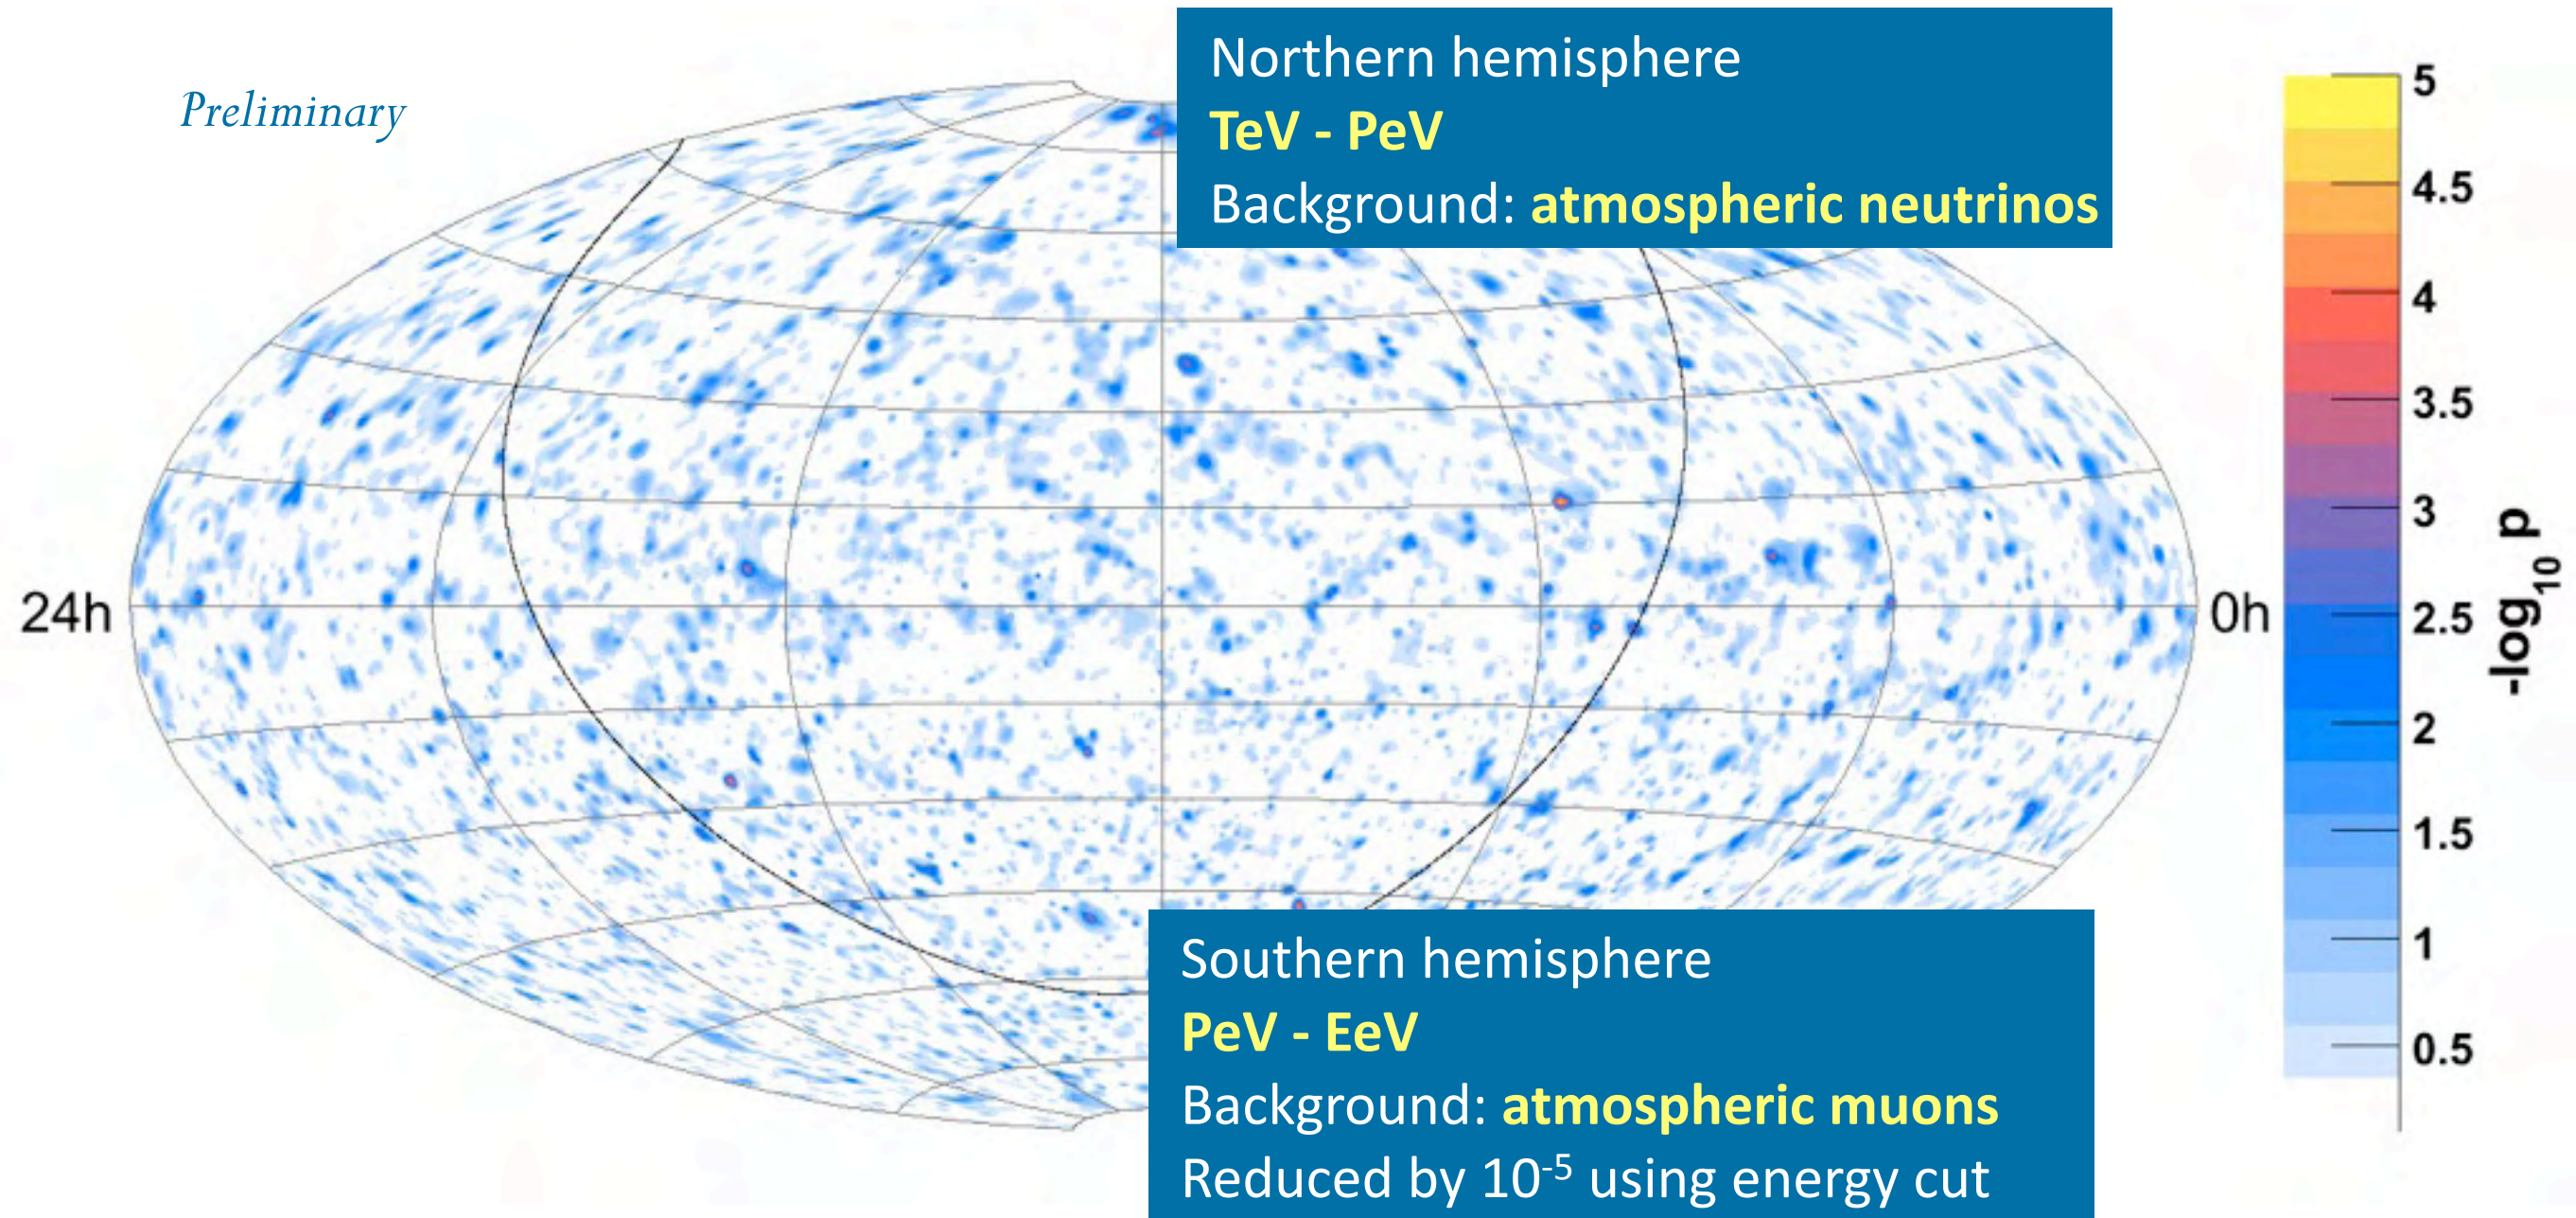 Preliminary
Northern hemisphere
TeV - PeV
Background: atmospheric neutrinos
24h
0h
5
4.5
4
3.5
3
2.5
2
1.5
1
0.5
-log10 p
Southern hemisphere
PeV - EeV
Background: atmospheric muons
Reduced by 10-5 using energy cut